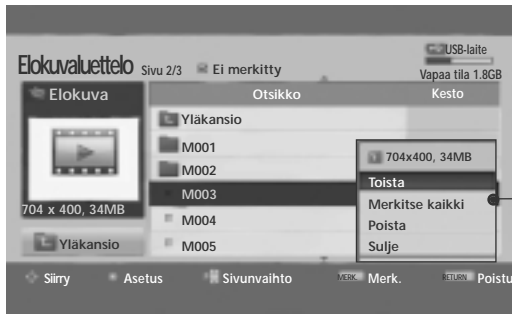 USB-laite
Elokuvaluettelo Sivu 2/3 Ei merkitty
Vapaa tila 1.8GB
Elokuva
Otsikko Kesto
Yläkansio
M001
M002
M003
M004
M005
704 x 400, 34MB
Yläkansio
704x400, 34MB
Toista
Merkitse kaikki
Poista
Sulje
Siirry Asetus Sivunvaihto MERK. Merk. RETURN Poistu